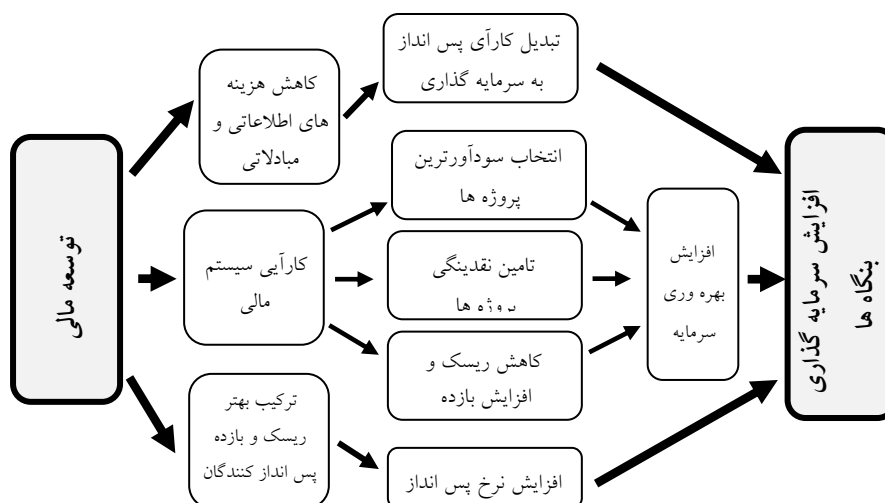 توسعه مالی
کاهش هزینه
های اطلاعاتی و
مبادلاتی
کارآیی سیستم
مالی
ترکیب بهتر
ریسک و بازده
پس انداز کنندگان
تبدیل کارآی پس انداز
به سرمایه گذاری
انتخاب سودآورترین
پروژه ها
تامین نقدینگی
پروژه ها
کاهش ریسک و
افزایش بازده
افزایش نرخ پس انداز
افزایش
بهره وری
سرمایه
افزایش سرمایه گذاری
بنگاه ها